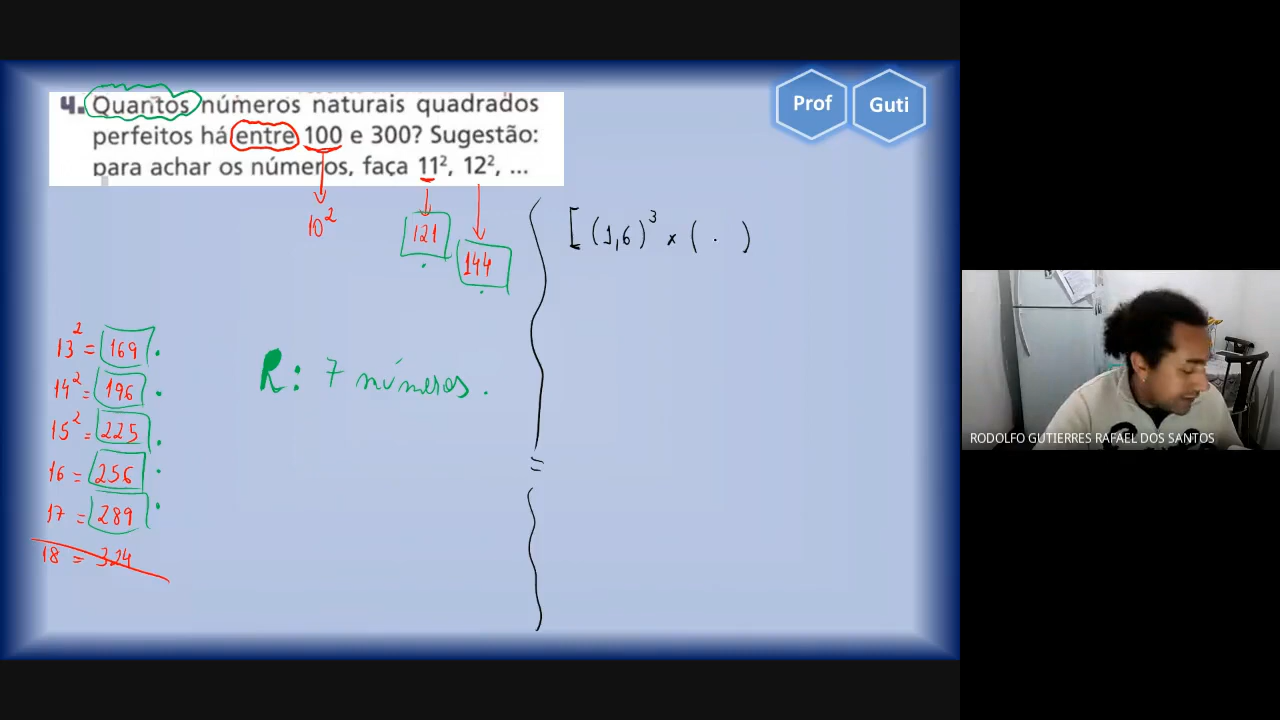 Prof Guti
4. Quantos números naturais quadrados
perfeitos há entre 100 e 300? Sugestão:
para achar os números, faça 11², 12², ...
10²
121
144
[(1,6)³ × ( . )
13² = 169 .
14² = 196 .
15² = 225 .
16 = 256 .
17 = 289 .
18 = 324
R: 7 números.
RODOLFO GUTIERRES RAFAEL DOS SANTOS